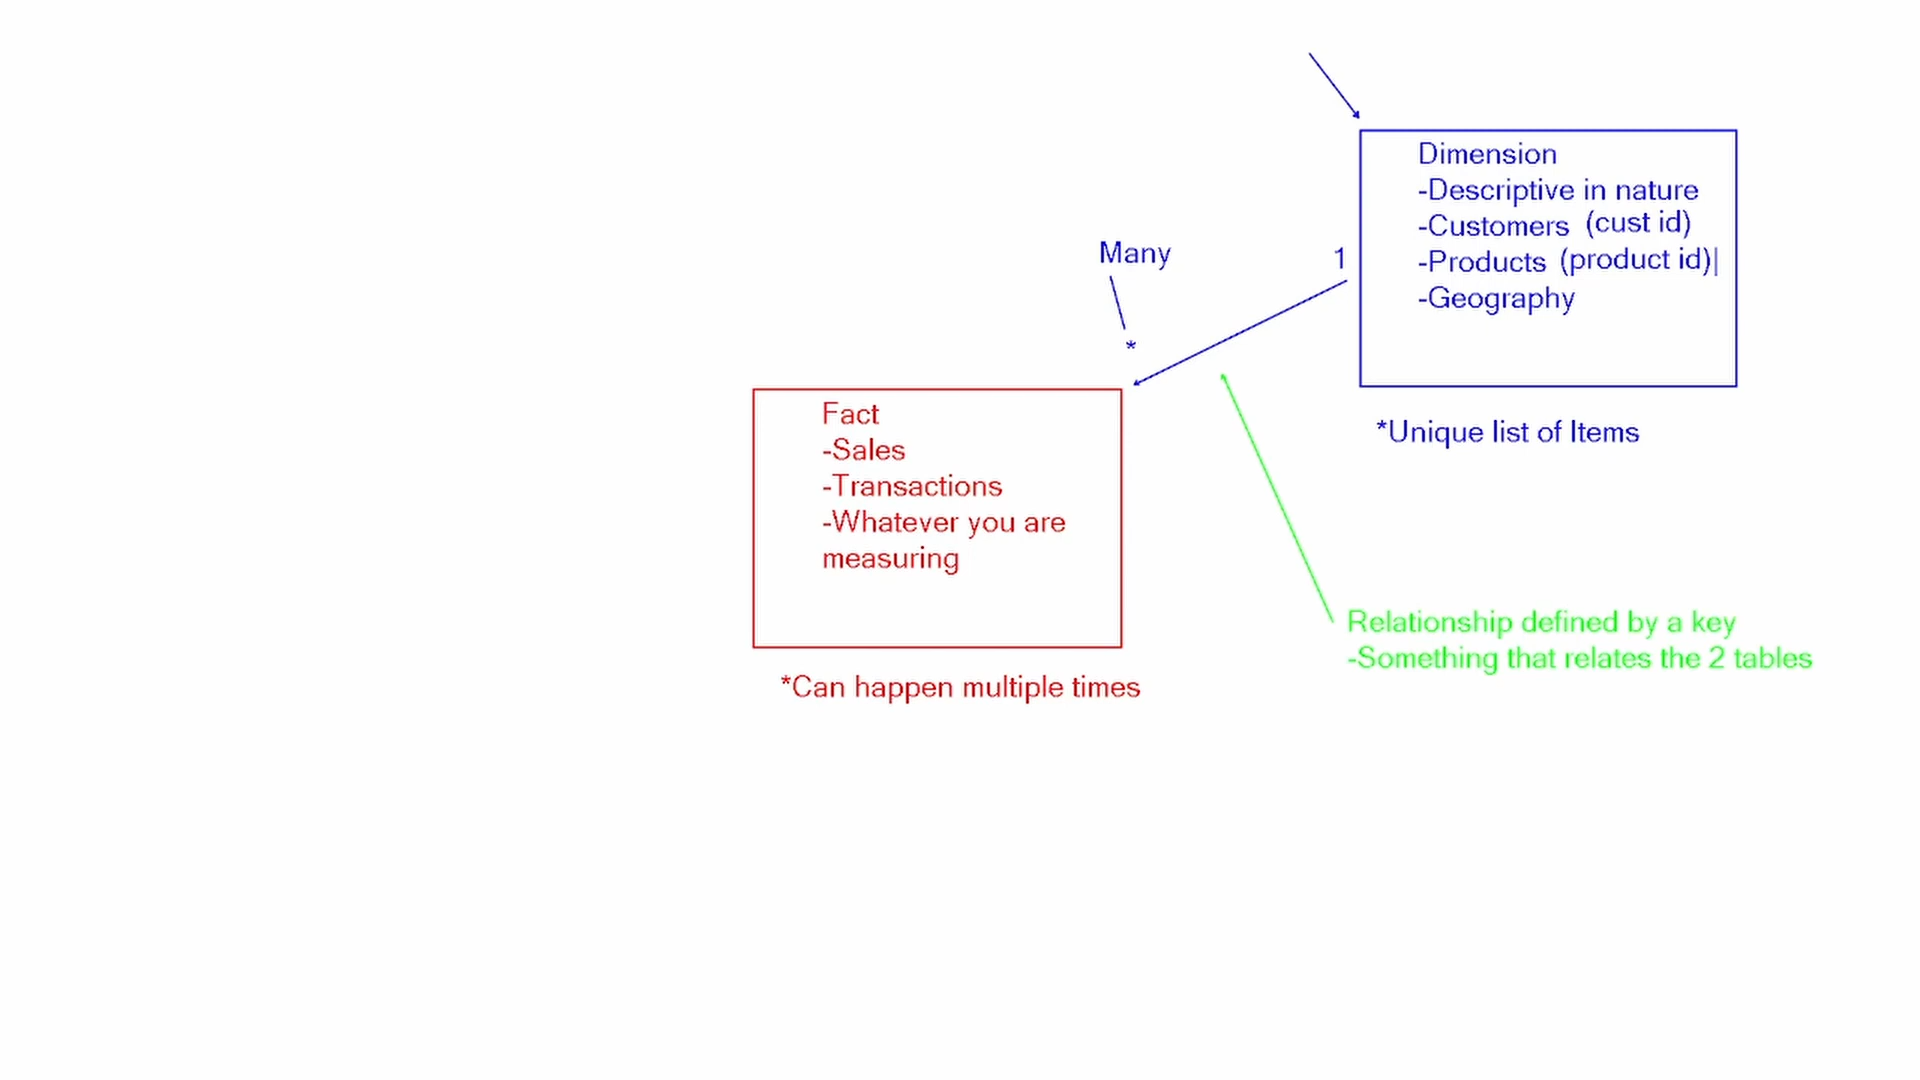 Dimension
-Descriptive in nature
-Customers (cust id)
-Products (product id)
-Geography
Many
1
*
*Unique list of Items
Fact
-Sales
-Transactions
-Whatever you are
measuring
*Can happen multiple times
Relationship defined by a key
-Something that relates the 2 tables